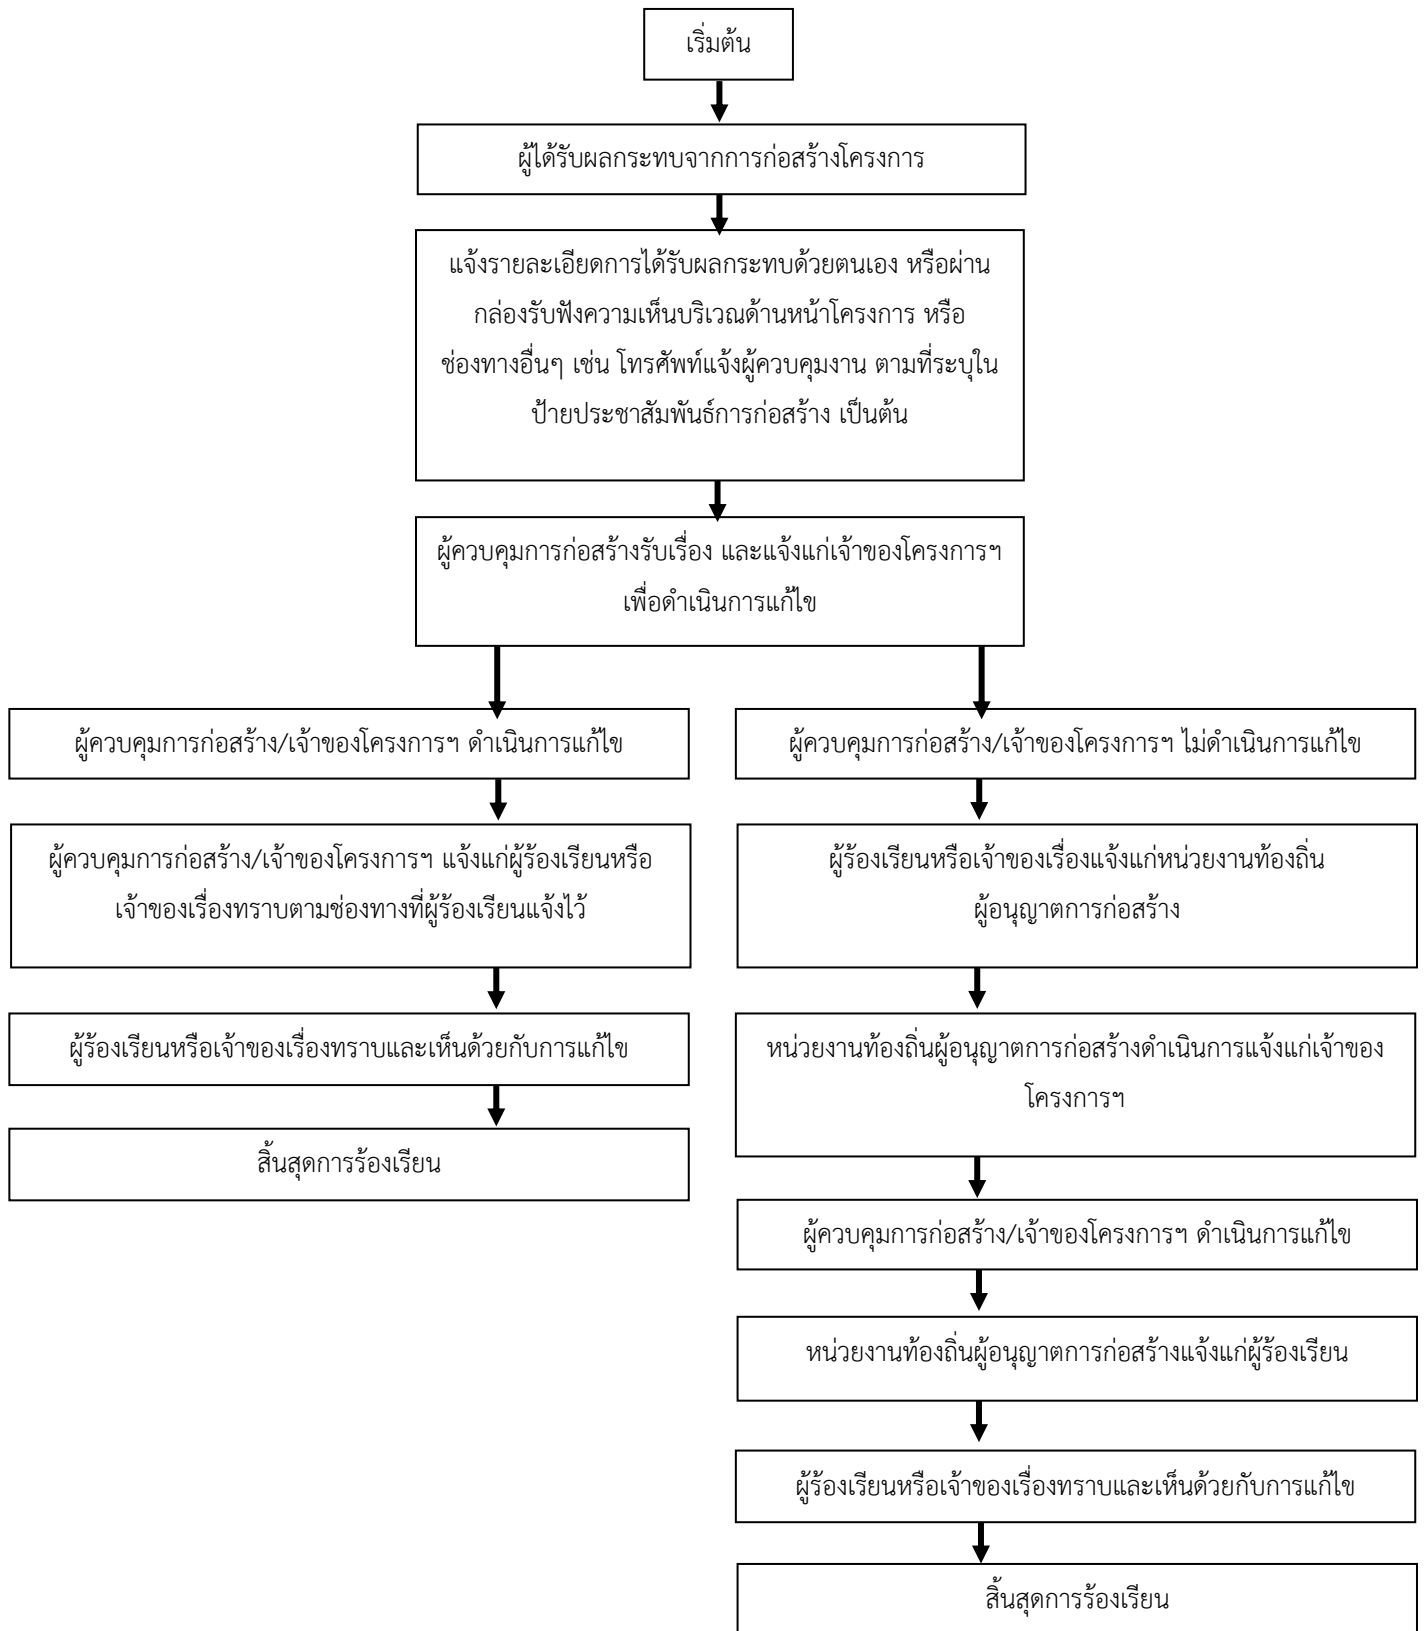 เริ่มต้น
ผู้ได้รับผลกระทบจากการก่อสร้างโครงการ
แจ้งรายละเอียดการได้รับผลกระทบด้วยตนเอง หรือผ่าน
กล่องรับฟังความเห็นบริเวณด้านหน้าโครงการ หรือ
ช่องทางอื่นๆ เช่น โทรศัพท์แจ้งผู้ควบคุมงาน ตามที่ระบุใน
ป้ายประชาสัมพันธ์การก่อสร้าง เป็นต้น
ผู้ควบคุมการก่อสร้างรับเรื่อง และแจ้งแก่เจ้าของโครงการฯ
เพื่อดำเนินการแก้ไข
ผู้ควบคุมการก่อสร้าง/เจ้าของโครงการฯ ดำเนินการแก้ไข
ผู้ควบคุมการก่อสร้าง/เจ้าของโครงการฯ แจ้งแก่ผู้ร้องเรียนหรือ
เจ้าของเรื่องทราบตามช่องทางที่ผู้ร้องเรียนแจ้งไว้
ผู้ร้องเรียนหรือเจ้าของเรื่องทราบและเห็นด้วยกับการแก้ไข
สิ้นสุดการร้องเรียน
ผู้ควบคุมการก่อสร้าง/เจ้าของโครงการฯ ไม่ดำเนินการแก้ไข
ผู้ร้องเรียนหรือเจ้าของเรื่องแจ้งแก่หน่วยงานท้องถิ่น
ผู้อนุญาตการก่อสร้าง
หน่วยงานท้องถิ่นผู้อนุญาตการก่อสร้างดำเนินการแจ้งแก่เจ้าของ
โครงการฯ
ผู้ควบคุมการก่อสร้าง/เจ้าของโครงการฯ ดำเนินการแก้ไข
หน่วยงานท้องถิ่นผู้อนุญาตการก่อสร้างแจ้งแก่ผู้ร้องเรียน
ผู้ร้องเรียนหรือเจ้าของเรื่องทราบและเห็นด้วยกับการแก้ไข
สิ้นสุดการร้องเรียน